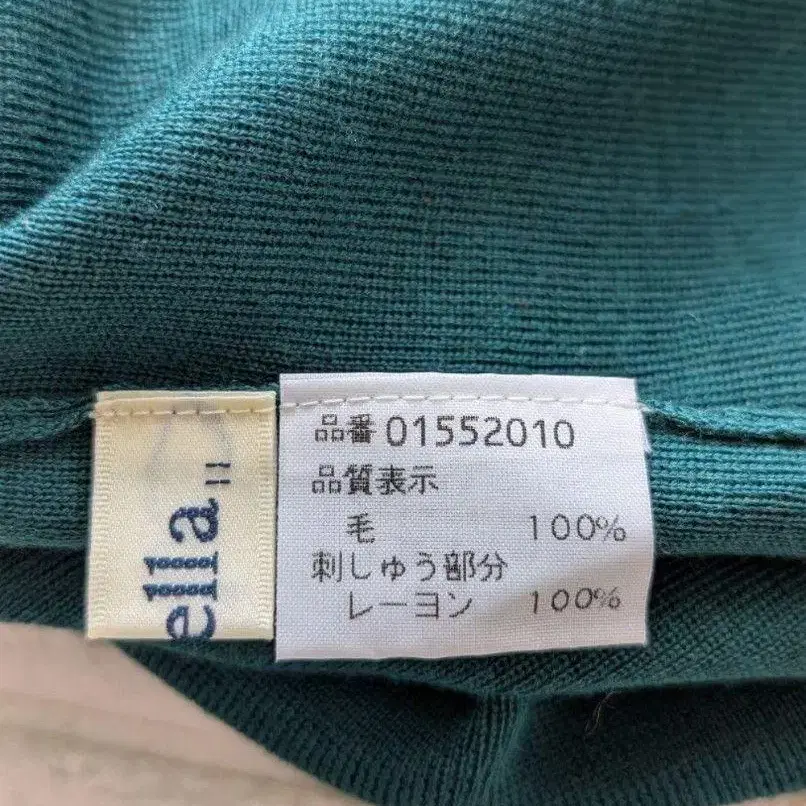 品番 01552010
品質表示
毛 100%
刺しゅう部分
レーヨン 100%
ella
11